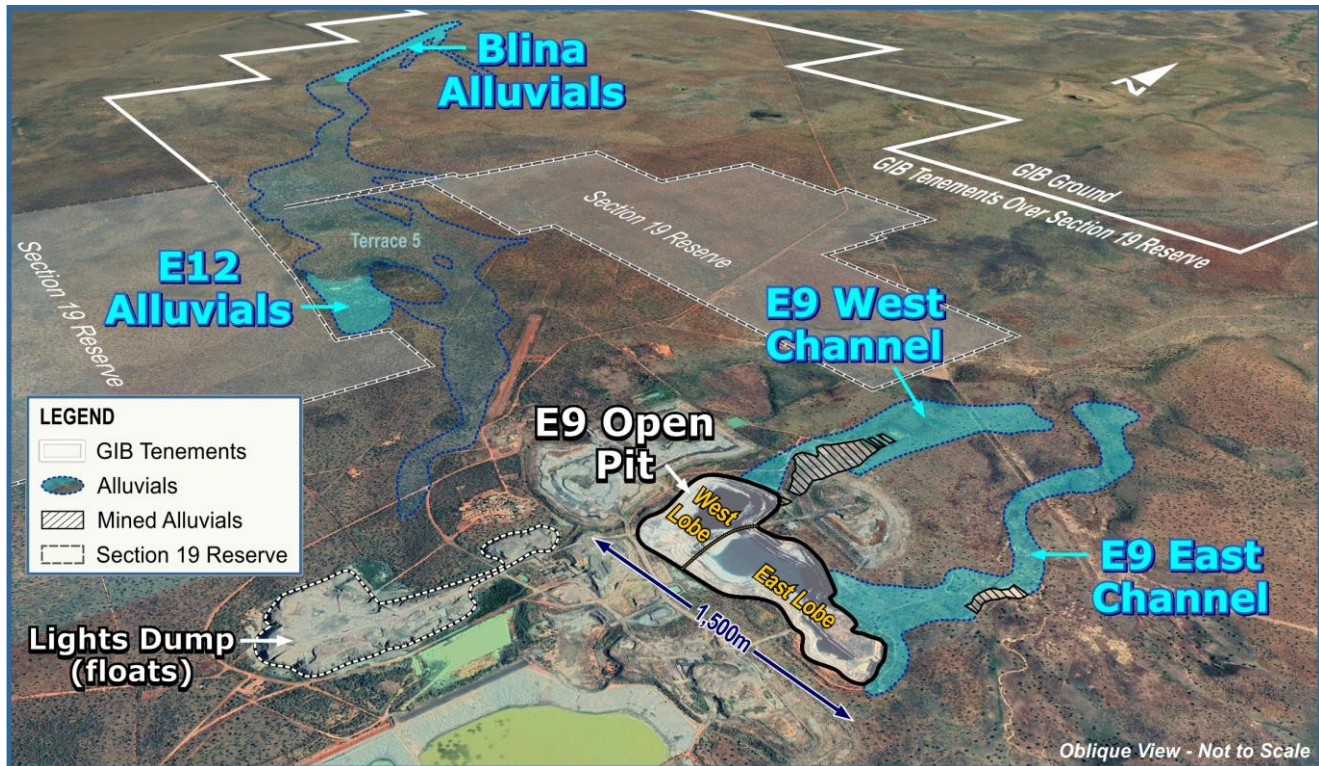 Blina
Alluvials
N
GIB Ground
GIB Tenements Over Section 19 Reserve
Section 19 Reserve
Terrace 5
Section 19 Reserve
E12
Alluvials
E9 West
Channel
E9 Open
Pit
West
Lobe
East Lobe
1,500m
E9 East
Channel
LEGEND
GIB Tenements
Alluvials
Mined Alluvials
Section 19 Reserve
Lights Dump
(floats)
Oblique View - Not to Scale